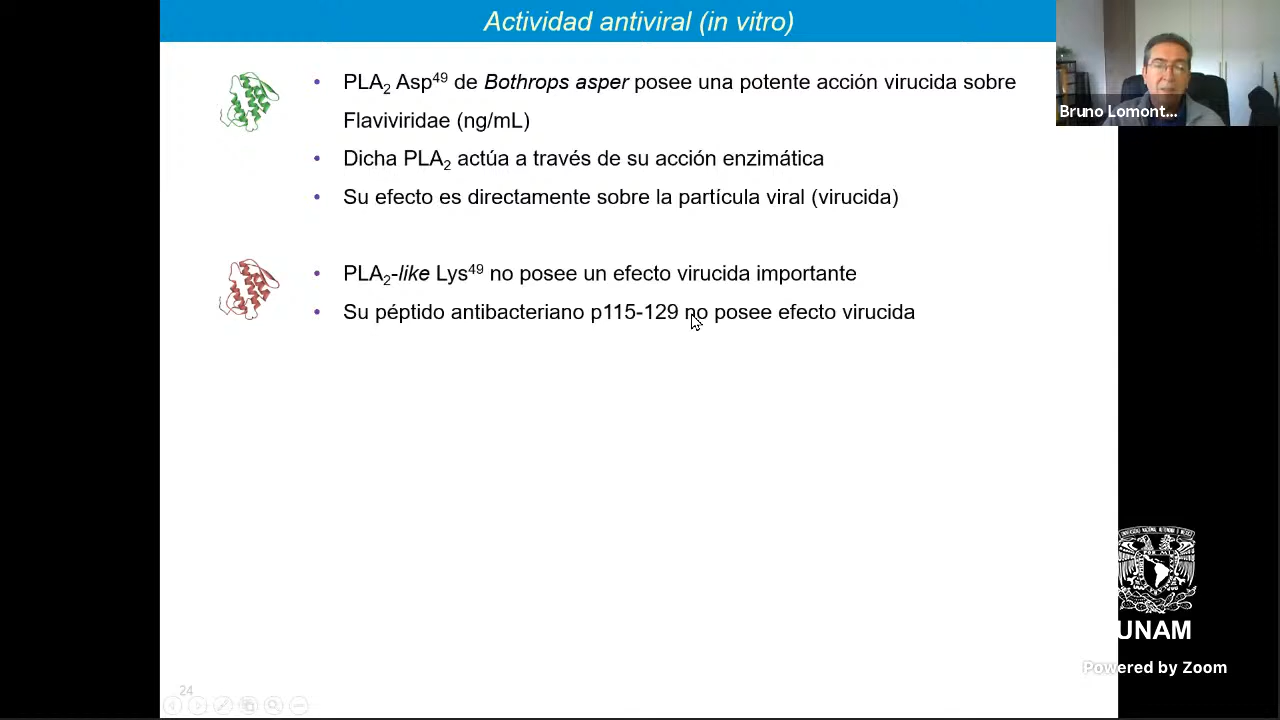 Actividad antiviral (in vitro)
• PLA₂ Asp⁴⁹ de Bothrops asper posee una potente acción virucida sobre
Flaviviridae (ng/mL)
• Dicha PLA₂ actúa a través de su acción enzimática
• Su efecto es directamente sobre la partícula viral (virucida)
• PLA₂-like Lys⁴⁹ no posee un efecto virucida importante
• Su péptido antibacteriano p115-129 no posee efecto virucida
24
Bruno Lomont...
UNAM
Powered by Zoom